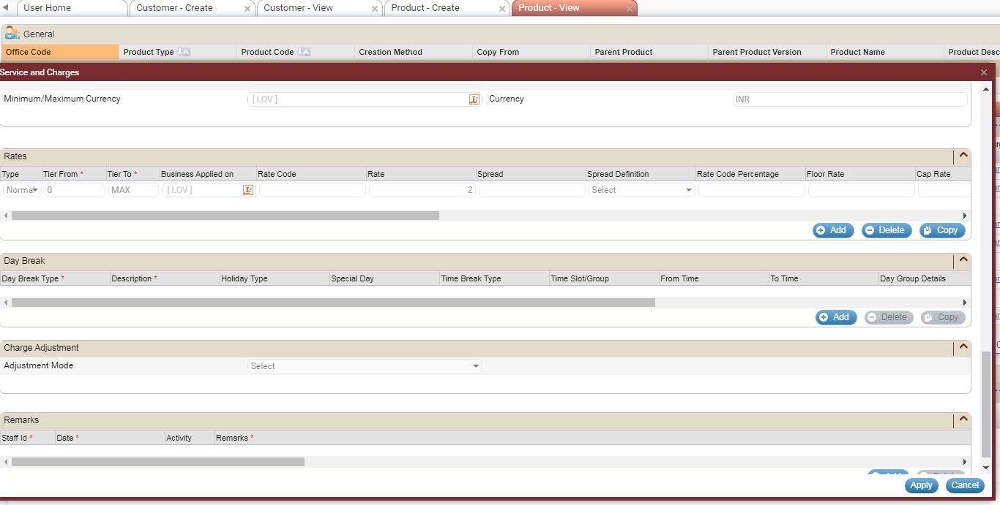 User Home Customer - Create Customer - View Product - Create Product - View
General
Office Code Product Type Product Code Creation Method Copy From Parent Product Parent Product Version Product Name Product Desc
Service and Charges
Minimum/Maximum Currency [ LOV ] Currency INR
Rates
Type Tier From * Tier To * Business Applied on Rate Code Rate Spread Spread Definition Rate Code Percentage Floor Rate Cap Rate
Norma 0 MAX [ LOV ] 2 Select
Add Delete Copy
Day Break
Day Break Type * Description * Holiday Type Special Day Time Break Type Time Slot/Group From Time To Time Day Group Details
Add Delete Copy
Charge Adjustment
Adjustment Mode Select
Remarks
Staff Id * Date * Activity Remarks *
Apply Cancel